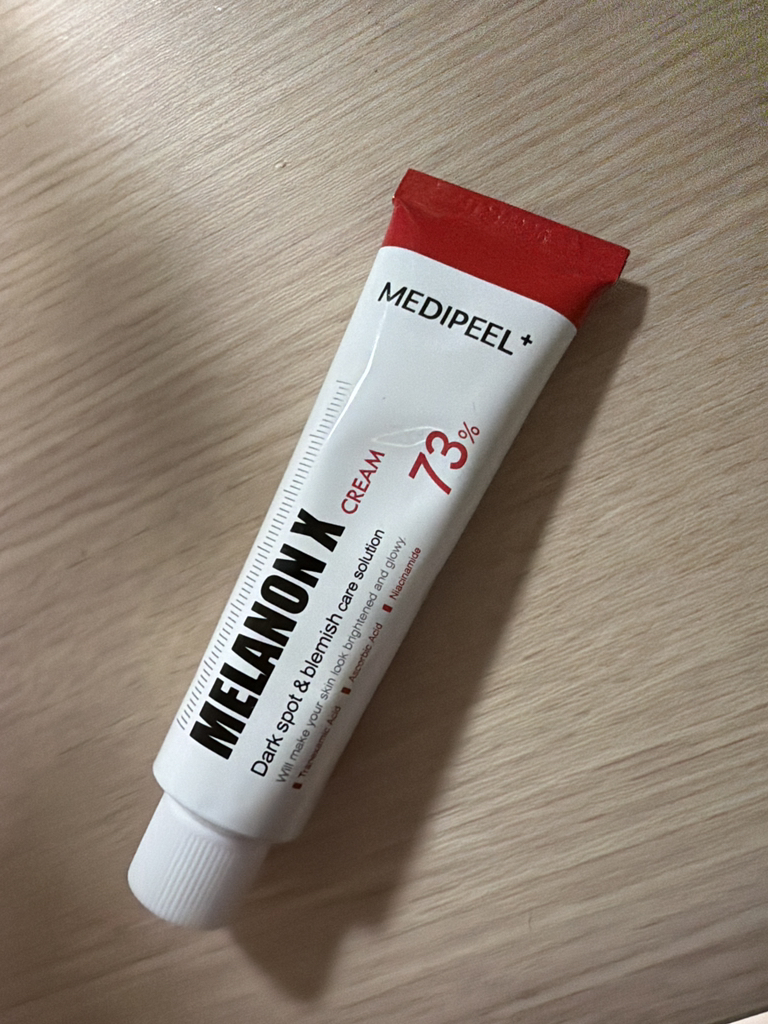 MEDIPEEL+
73%
MELANON X CREAM
Dark spot & blemish care solution
Will make your skin look brightened and glowy.
Tranexamic Acid Ascorbic Acid Niacinamide